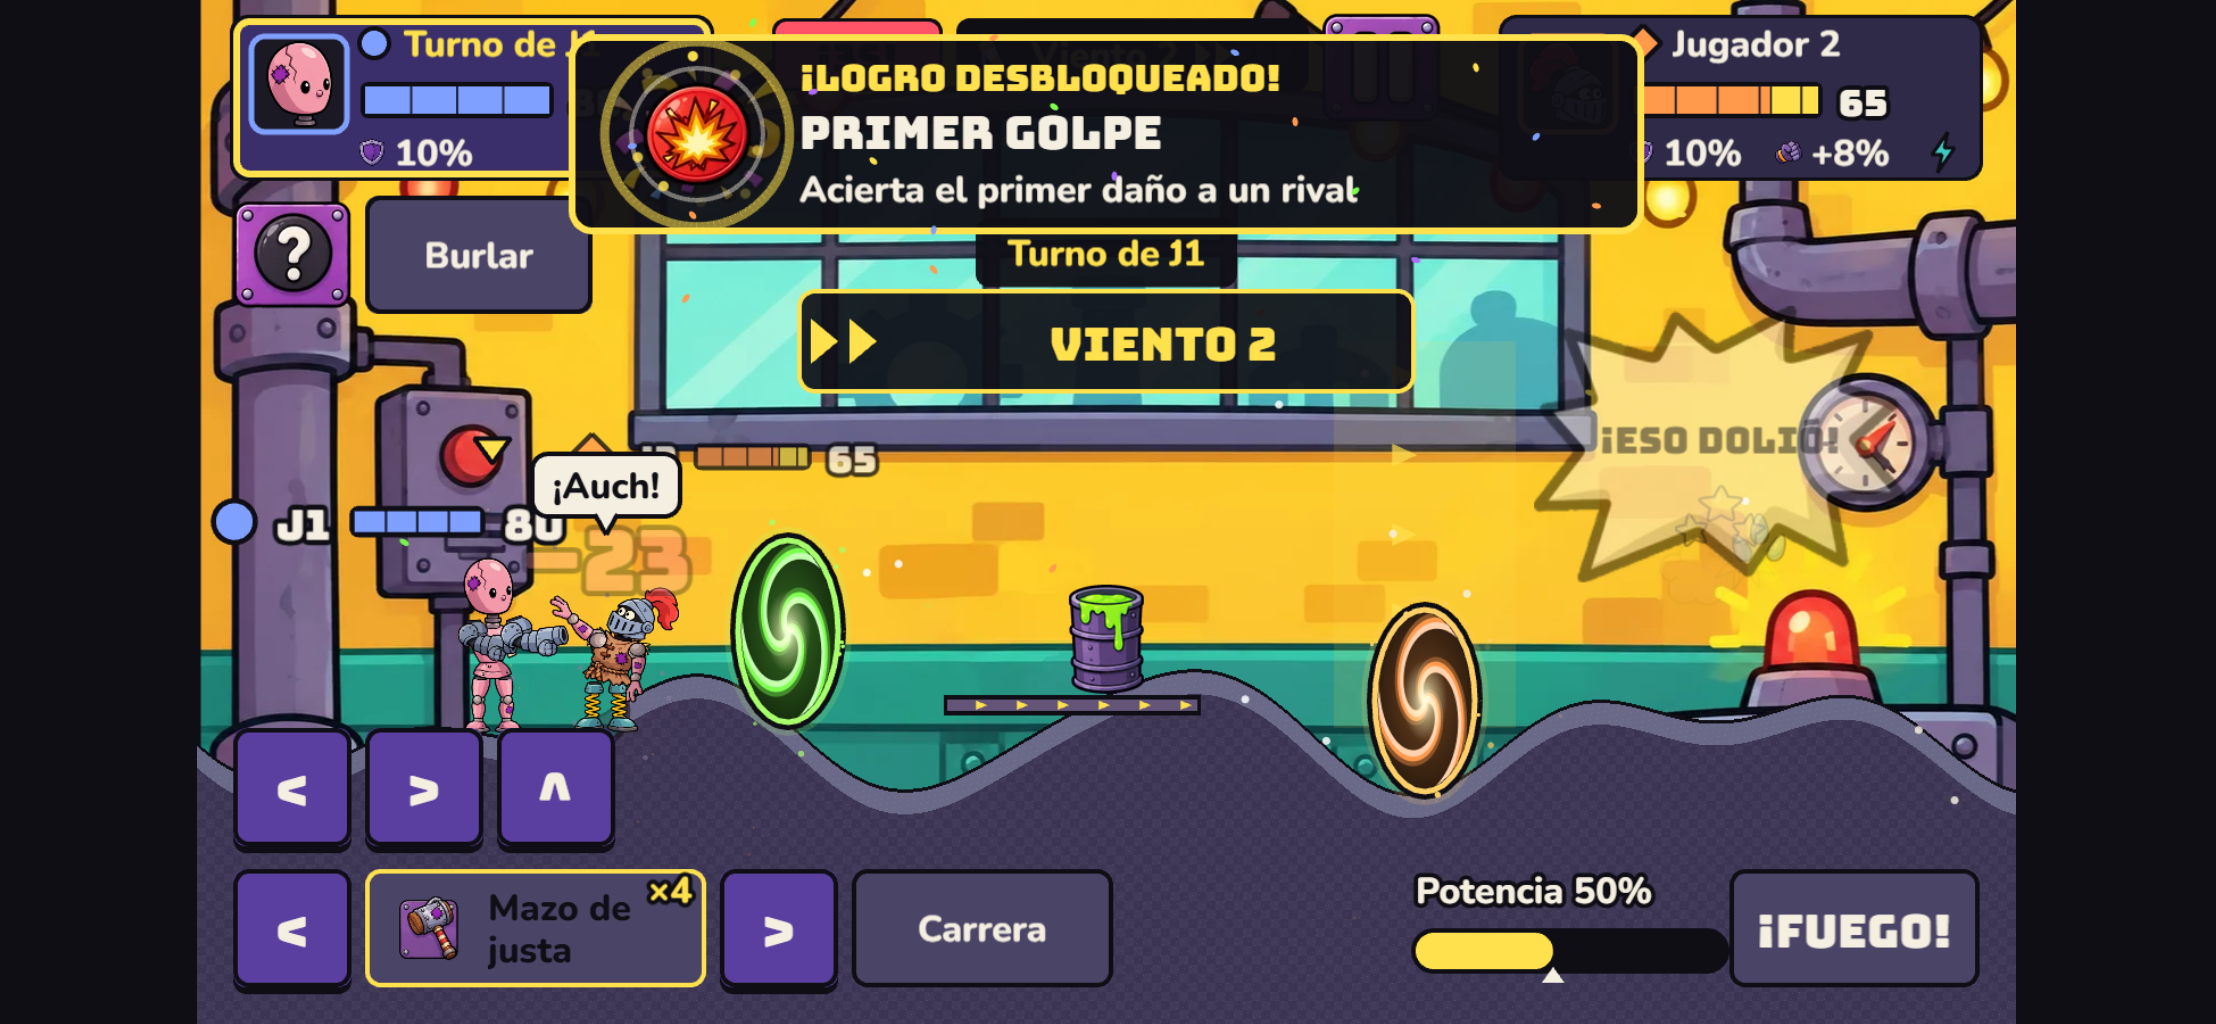 Turno de J1
10%
¡LOGRO DESBLOQUEADO!
PRIMER GOLPE
Acierta el primer daño a un rival
Jugador 2
65
10%
+8%
?
Burlar
Turno de J1
VIENTO 2
¡ESO DOLIÓ!
65
¡Auch!
J1
80
-23
<
>
^
<
Mazo de
justa
×4
>
Carrera
Potencia 50%
¡FUEGO!